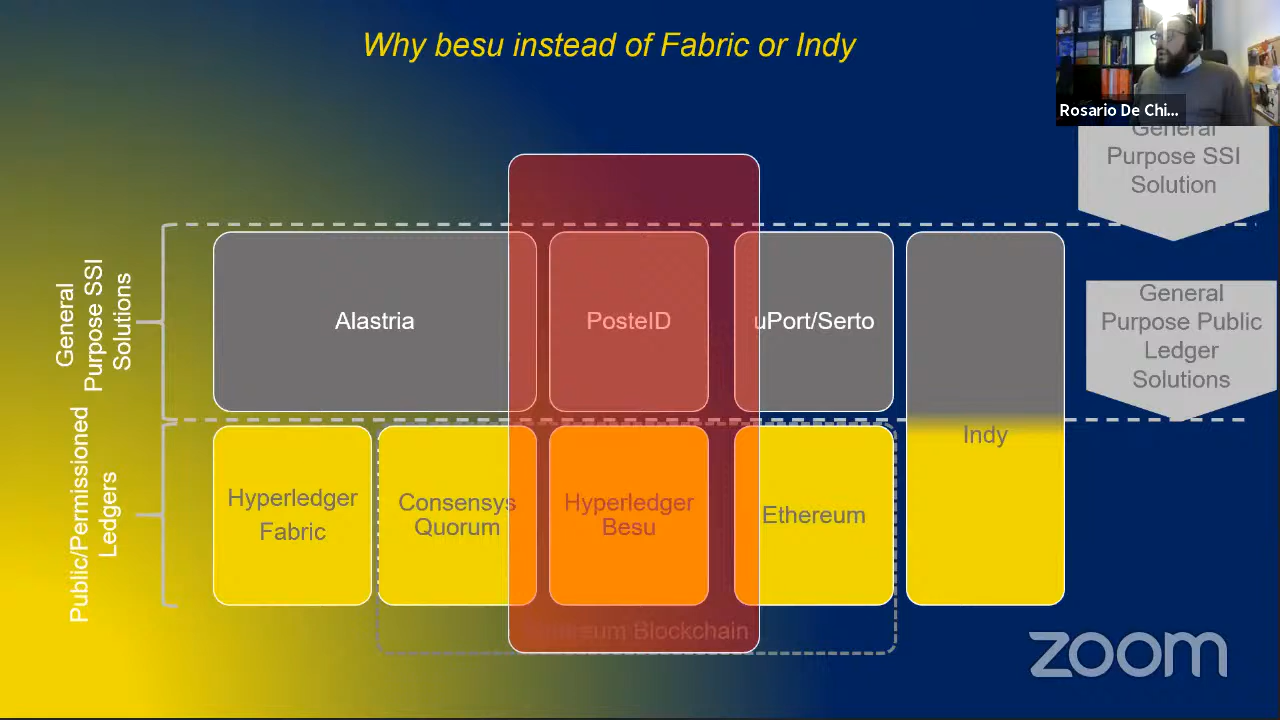 Why besu instead of Fabric or Indy
Rosario De Chi...
General
Purpose SSI
Solution
General
Purpose SSI
Solutions
Alastria
PosteID
uPort/Serto
General
Purpose Public
Ledger
Solutions
Public/Permissioned
Ledgers
Hyperledger
Fabric
Consensys
Quorum
Hyperledger
Besu
Ethereum
Indy
Blockchain
zoom